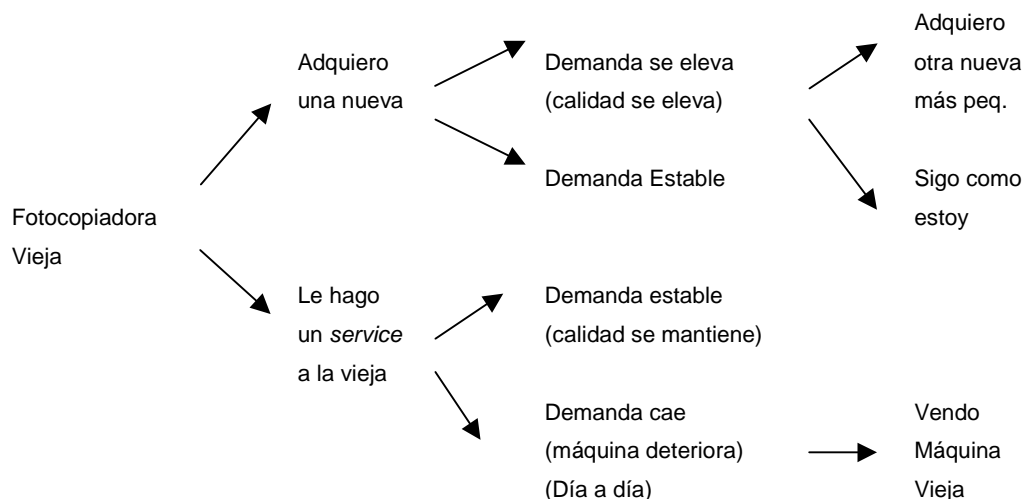 Fotocopiadora
Vieja
Adquiero
una nueva
Demanda se eleva
(calidad se eleva)
Adquiero
otra nueva
más peq.
Sigo como
estoy
Demanda Estable
Le hago
un service
a la vieja
Demanda estable
(calidad se mantiene)
Demanda cae
(máquina deteriora)
(Día a día)
Vendo
Máquina
Vieja